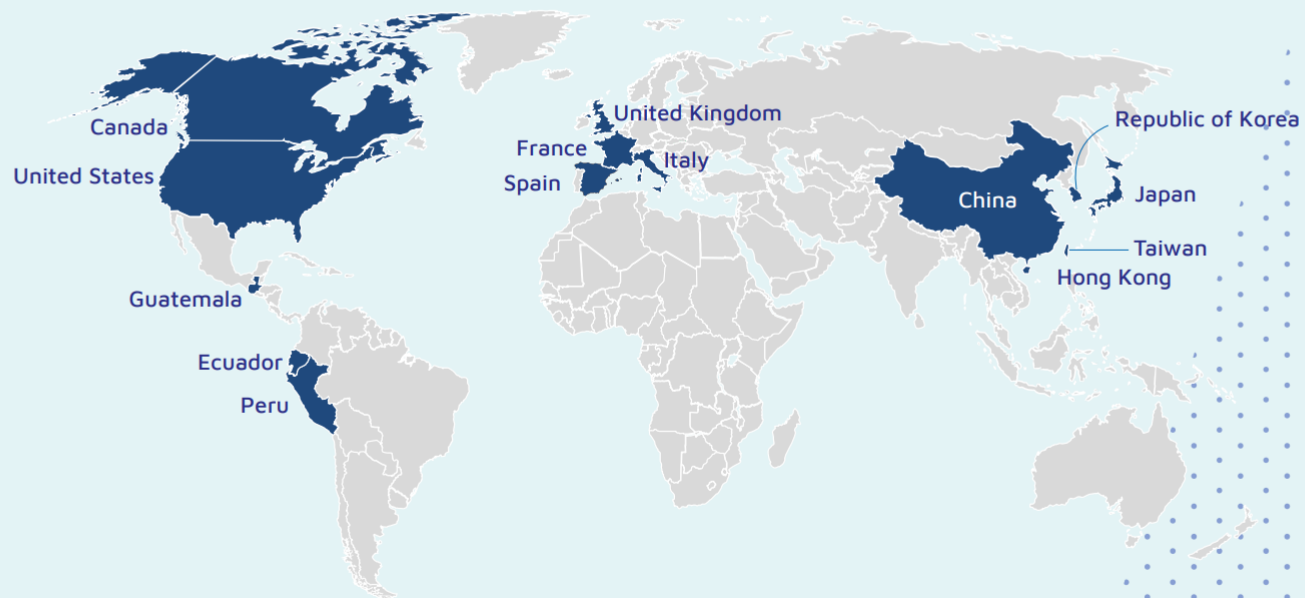 Canada
United States
Guatemala
Ecuador
Peru
United Kingdom
France
Italy
Spain
Republic of Korea
China
Japan
Taiwan
Hong Kong